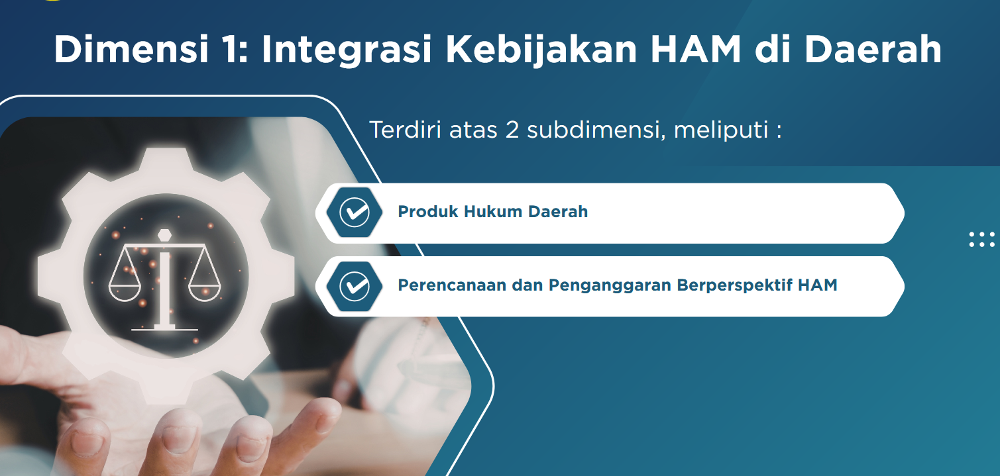 Dimensi 1: Integrasi Kebijakan HAM di Daerah
Terdiri atas 2 subdimensi, meliputi :
Produk Hukum Daerah
Perencanaan dan Penganggaran Berperspektif HAM